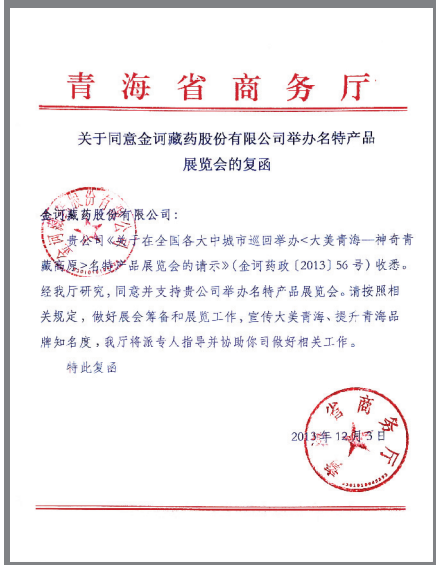 青海省商务厅
关于同意金诃藏药股份有限公司举办名特产品
展览会的复函
金诃藏药股份有限公司：
贵公司《关于在全国各大中城市巡回举办<大美青海—神奇青
藏高原>名特产品展览会的请示》(金诃药政〔2013〕56号）收悉。
经我厅研究，同意并支持贵公司举办名特产品展览会。请按照相
关规定，做好展会筹备和展览工作，宣传大美青海、提升青海品
牌知名度，我厅将派专人指导并协助你司做好相关工作。
特此复函
2013年12月3日
青海省商务厅